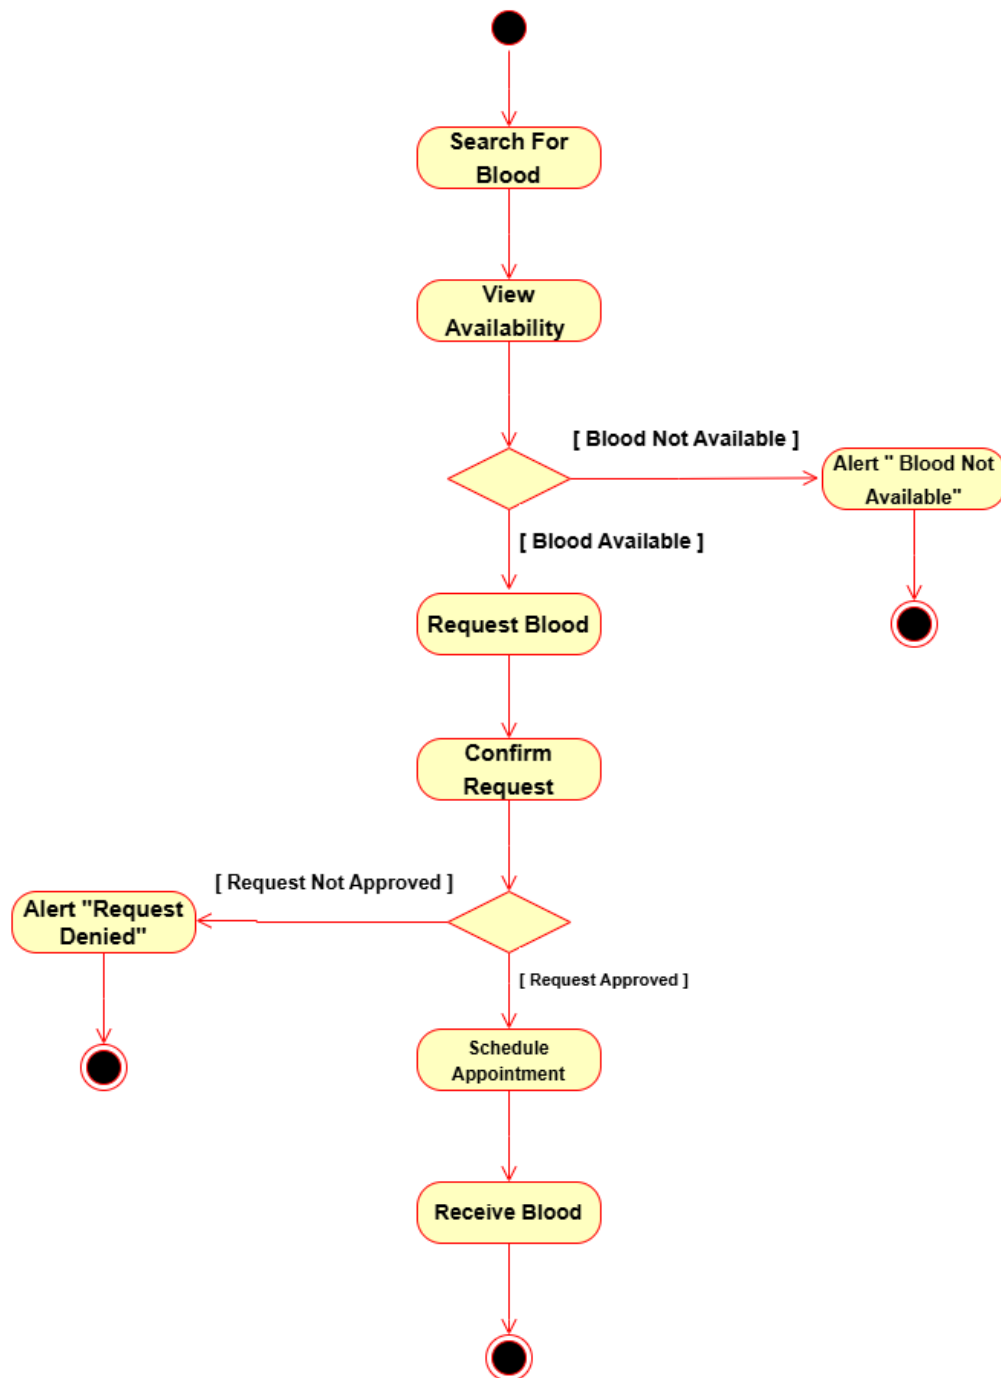 Search For
Blood
View
Availability
[ Blood Not Available ]
Alert " Blood Not
Available"
[ Blood Available ]
Request Blood
Confirm
Request
[ Request Not Approved ]
Alert "Request
Denied"
[ Request Approved ]
Schedule
Appointment
Receive Blood